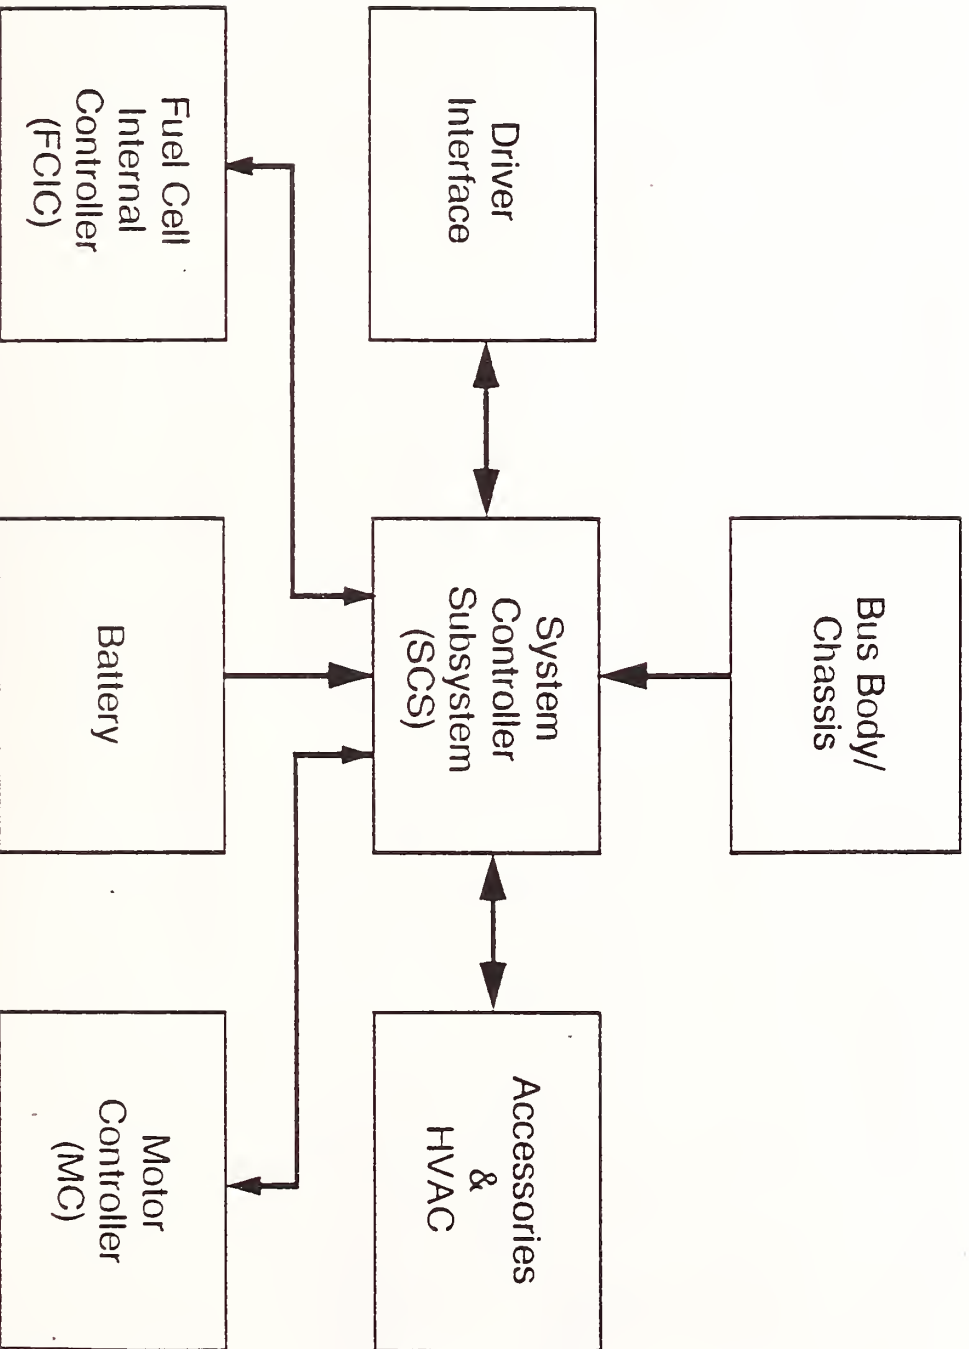 Bus Body/
Chassis
Driver
Interface
System
Controller
Subsystem
(SCS)
Accessories
&
HVAC
Fuel Cell
Internal
Controller
(FCIC)
Battery
Motor
Controller
(MC)